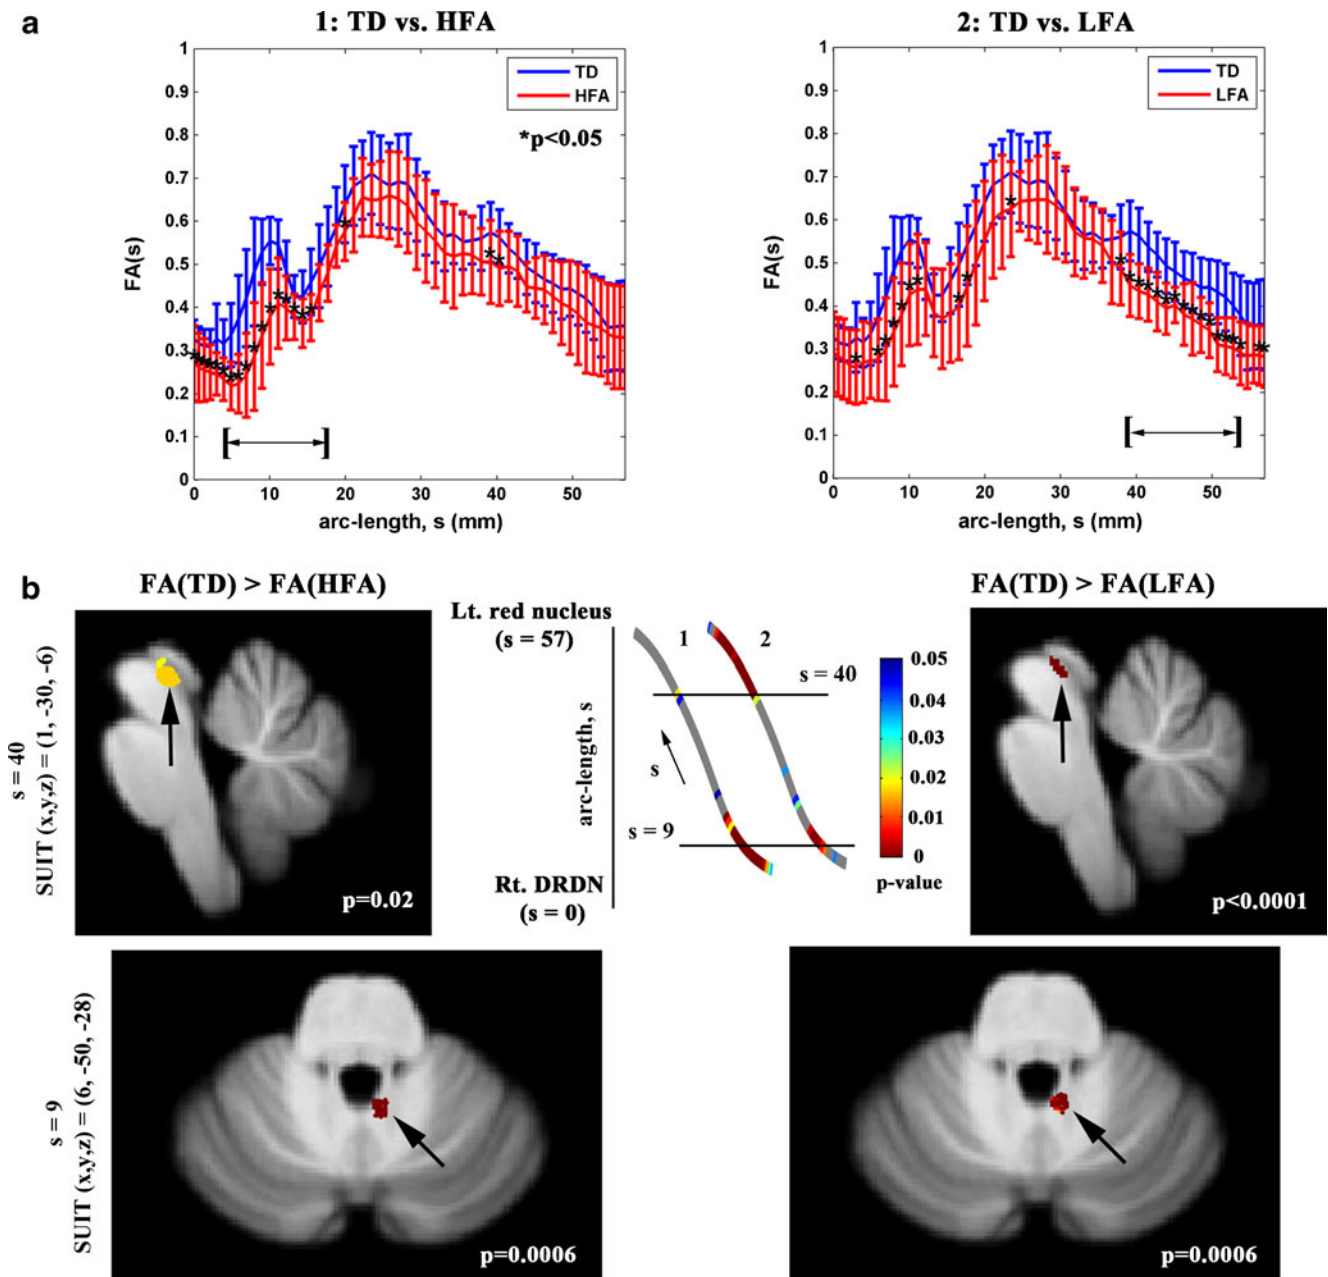 a
1: TD vs. HFA
1
0.9
0.8
0.7
0.6
0.5
0.4
0.3
0.2
0.1
0
FA(s)
TD
HFA
*p<0.05
0 10 20 30 40 50
arc-length, s (mm)
2: TD vs. LFA
1
0.9
0.8
0.7
0.6
0.5
0.4
0.3
0.2
0.1
0
FA(s)
TD
LFA
0 10 20 30 40 50
arc-length, s (mm)
b
FA(TD) > FA(HFA)
s = 40
SUIT (x,y,z) = (1, -30, -6)
p=0.02
Lt. red nucleus
(s = 57)
arc-length, s
1 2
s = 40
s
s = 9
Rt. DRDN
(s = 0)
0.05
0.04
0.03
0.02
0.01
0
p-value
FA(TD) > FA(LFA)
p<0.0001
s = 9
SUIT (x,y,z) = (6, -50, -28)
p=0.0006
p=0.0006